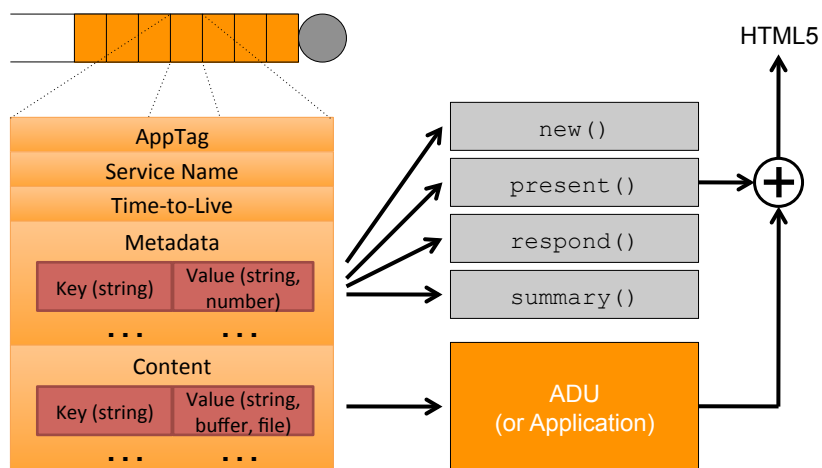 HTML5
AppTag
Service Name
Time-to-Live
Metadata
Key (string)
Value (string,
number)
... ...
Content
Key (string)
Value (string,
buffer, file)
... ...
new()
present()
respond()
summary()
ADU
(or Application)
+